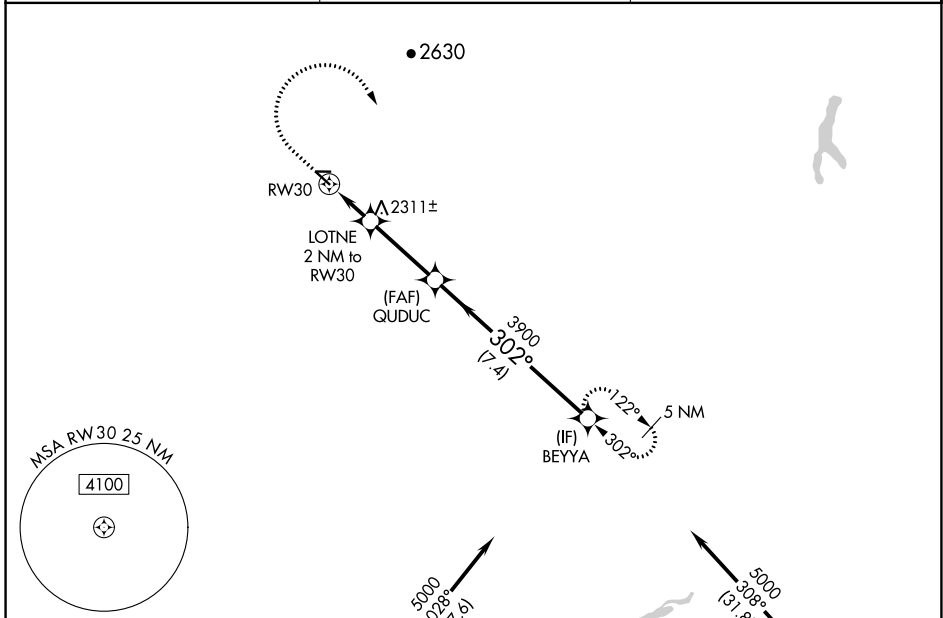 2630
RW30
2311±
LOTNE
2 NM to
RW30
(FAF)
QUDUC
3900
302°
(7.4)
122°
5 NM
302°
(IF)
BEYYA
MSA RW30 25 NM
4100
5000
028°
5000
308°